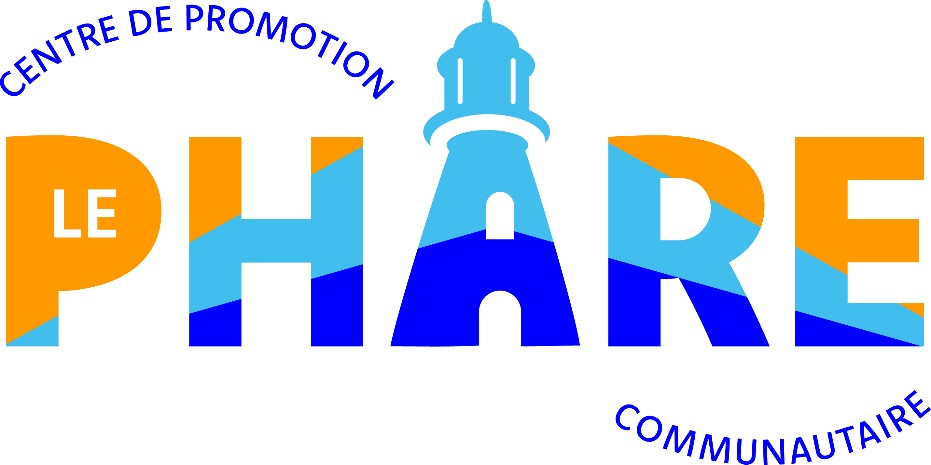 CENTRE DE PROMOTION
LE
PHARE
COMMUNAUTAIRE